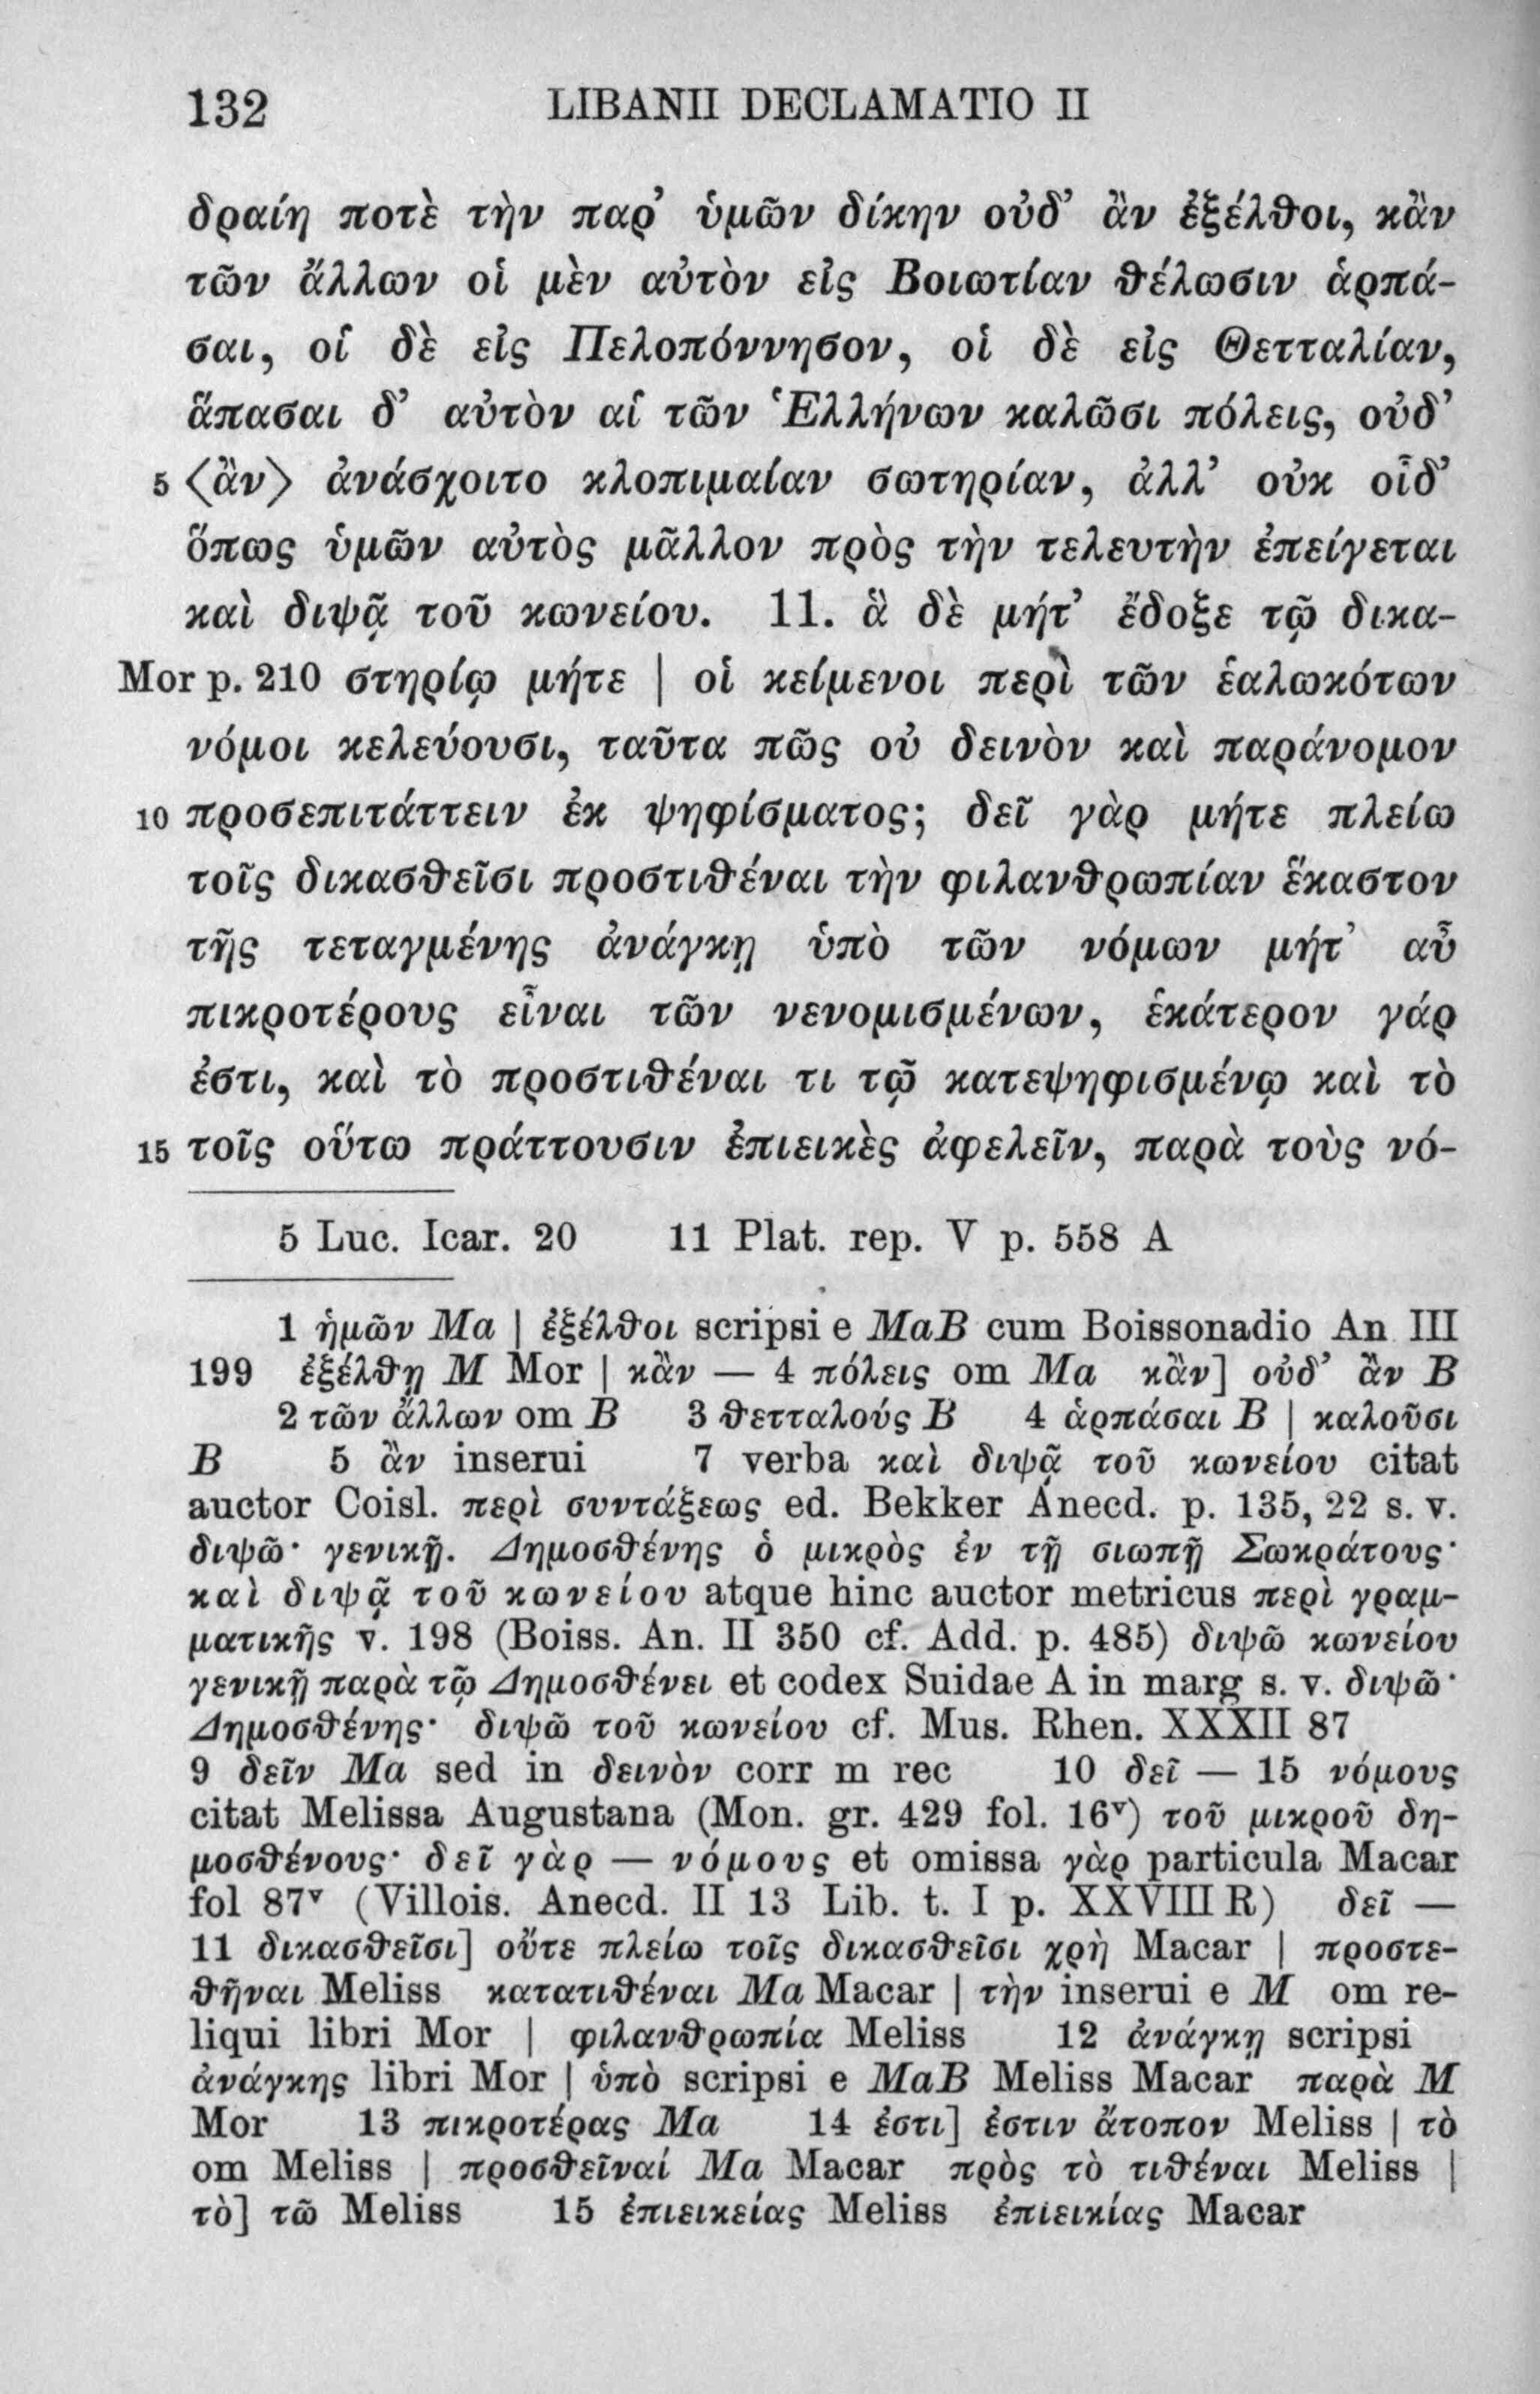 132 LIBANII DECLAMATIO II
δραίη ποτὲ τὴν παρ’ ὑμῶν δίκην οὐδ’ ἂν ἐξέλθοι, κἂν
τῶν ἄλλων οἱ μὲν αὐτὸν εἰς Βοιωτίαν θέλωσιν ἁρπά-
σαι, οἱ δὲ εἰς Πελοπόννησον, οἱ δὲ εἰς Θετταλίαν,
ἅπασαι δ’ αὐτὸν αἱ τῶν Ἑλλήνων καλῶσι πόλεις, οὐδ’
5 ⟨ἂν⟩ ἀνάσχοιτο κλοπιμαίαν σωτηρίαν, ἀλλ’ οὐκ οἶδ’
ὅπως ὑμῶν αὐτὸς μᾶλλον πρὸς τὴν τελευτὴν ἐπείγεται
καὶ διψᾷ τοῦ κωνείου. 11. ἃ δὲ μήτ’ ἔδοξε τῷ δικα-
Mor p. 210 στηρίῳ μήτε | οἱ κείμενοι περὶ τῶν ἑαλωκότων
νόμοι κελεύουσι, ταῦτα πῶς οὐ δεινὸν καὶ παράνομον
10 προσεπιτάττειν ἐκ ψηφίσματος; δεῖ γὰρ μήτε πλείω
τοῖς δικασθεῖσι προστιθέναι τὴν φιλανθρωπίαν ἕκαστον
τῆς τεταγμένης ἀνάγκῃ ὑπὸ τῶν νόμων μήτ’ αὖ
πικροτέρους εἶναι τῶν νενομισμένων, ἑκάτερον γάρ
ἐστι, καὶ τὸ προστιθέναι τι τῷ κατεψηφισμένῳ καὶ τὸ
15 τοῖς οὕτω πράττουσιν ἐπιεικὲς ἀφελεῖν, παρὰ τοὺς νό-
5 Luc. Icar. 20 11 Plat. rep. V p. 558 A
1 ἡμῶν Ma | ἐξέλθοι scripsi e MaB cum Boissonadio An III
199 ἐξέλθῃ M Mor | κἂν — 4 πόλεις om Ma κἂν] οὐδ’ ἂν B
2 τῶν ἄλλων om B 3 θετταλούς B 4 ἁρπάσαι B | καλοῦσι
B 5 ἂν inserui 7 verba καὶ διψᾷ τοῦ κωνείου citat
auctor Coisl. περὶ συντάξεως ed. Bekker Anecd. p. 135, 22 s. v.
διψῶ· γενικῇ. Δημοσθένης ὁ μικρὸς ἐν τῇ σιωπῇ Σωκράτους·
καὶ διψᾷ τοῦ κωνείου atque hinc auctor metricus περὶ γραμ-
ματικῆς v. 198 (Boiss. An. II 350 cf. Add. p. 485) διψῶ κωνείου
γενικῇ παρὰ τῷ Δημοσθένει et codex Suidae A in marg s. v. διψῶ·
Δημοσθένης· διψῶ τοῦ κωνείου cf. Mus. Rhen. XXXII 87
9 δεῖν Ma sed in δεινὸν corr m rec 10 δεῖ — 15 νόμους
citat Melissa Augustana (Mon. gr. 429 fol. 16ᵛ) τοῦ μικροῦ δη-
μοσθένους· δεῖ γὰρ — νόμους et omissa γὰρ particula Macar
fol 87ᵛ (Villois. Anecd. II 13 Lib. t. I p. XXVIII R) δεῖ —
11 δικασθεῖσι] οὔτε πλείω τοῖς δικασθεῖσι χρὴ Macar | προστε-
θῆναι Meliss κατατιθέναι Ma Macar | τὴν inserui e M om re-
liqui libri Mor | φιλανθρωπία Meliss 12 ἀνάγκῃ scripsi
ἀνάγκης libri Mor | ὑπὸ scripsi e MaB Meliss Macar παρὰ M
Mor 13 πικροτέρας Ma 14 ἐστι] ἐστιν ἄτοπον Meliss | τὸ
om Meliss | προσθεῖναί Ma Macar πρὸς τὸ τιθέναι Meliss |
τὸ] τῶ Meliss 15 ἐπιεικείας Meliss ἐπιεικίας Macar